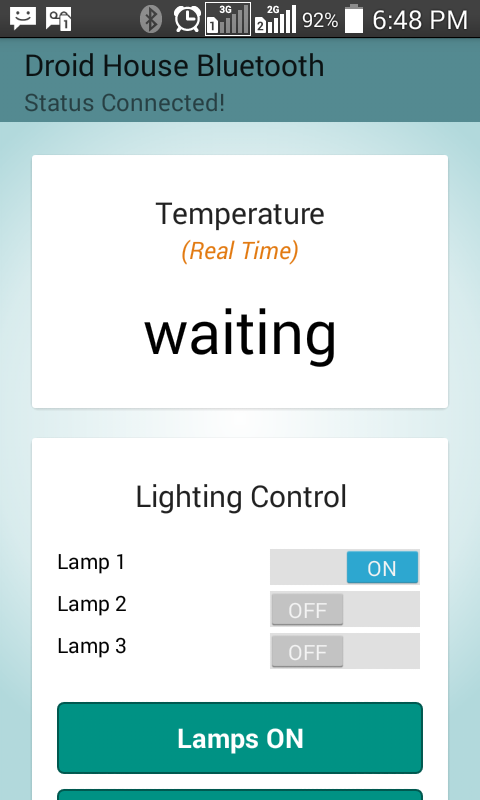 1
3G
1
2G
2
92%
6:48 PM
Droid House Bluetooth
Status Connected!
Temperature
(Real Time)
waiting
Lighting Control
Lamp 1
ON
Lamp 2
OFF
Lamp 3
OFF
Lamps ON